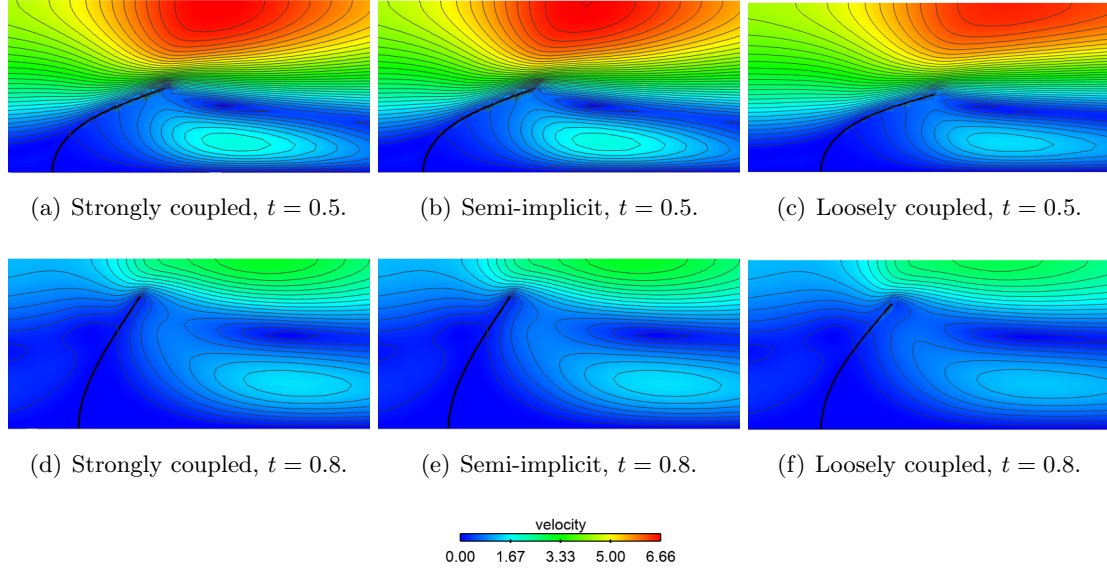 (a) Strongly coupled, t = 0.5.
(b) Semi-implicit, t = 0.5.
(c) Loosely coupled, t = 0.5.
(d) Strongly coupled, t = 0.8.
(e) Semi-implicit, t = 0.8.
(f) Loosely coupled, t = 0.8.
velocity
0.00 1.67 3.33 5.00 6.66